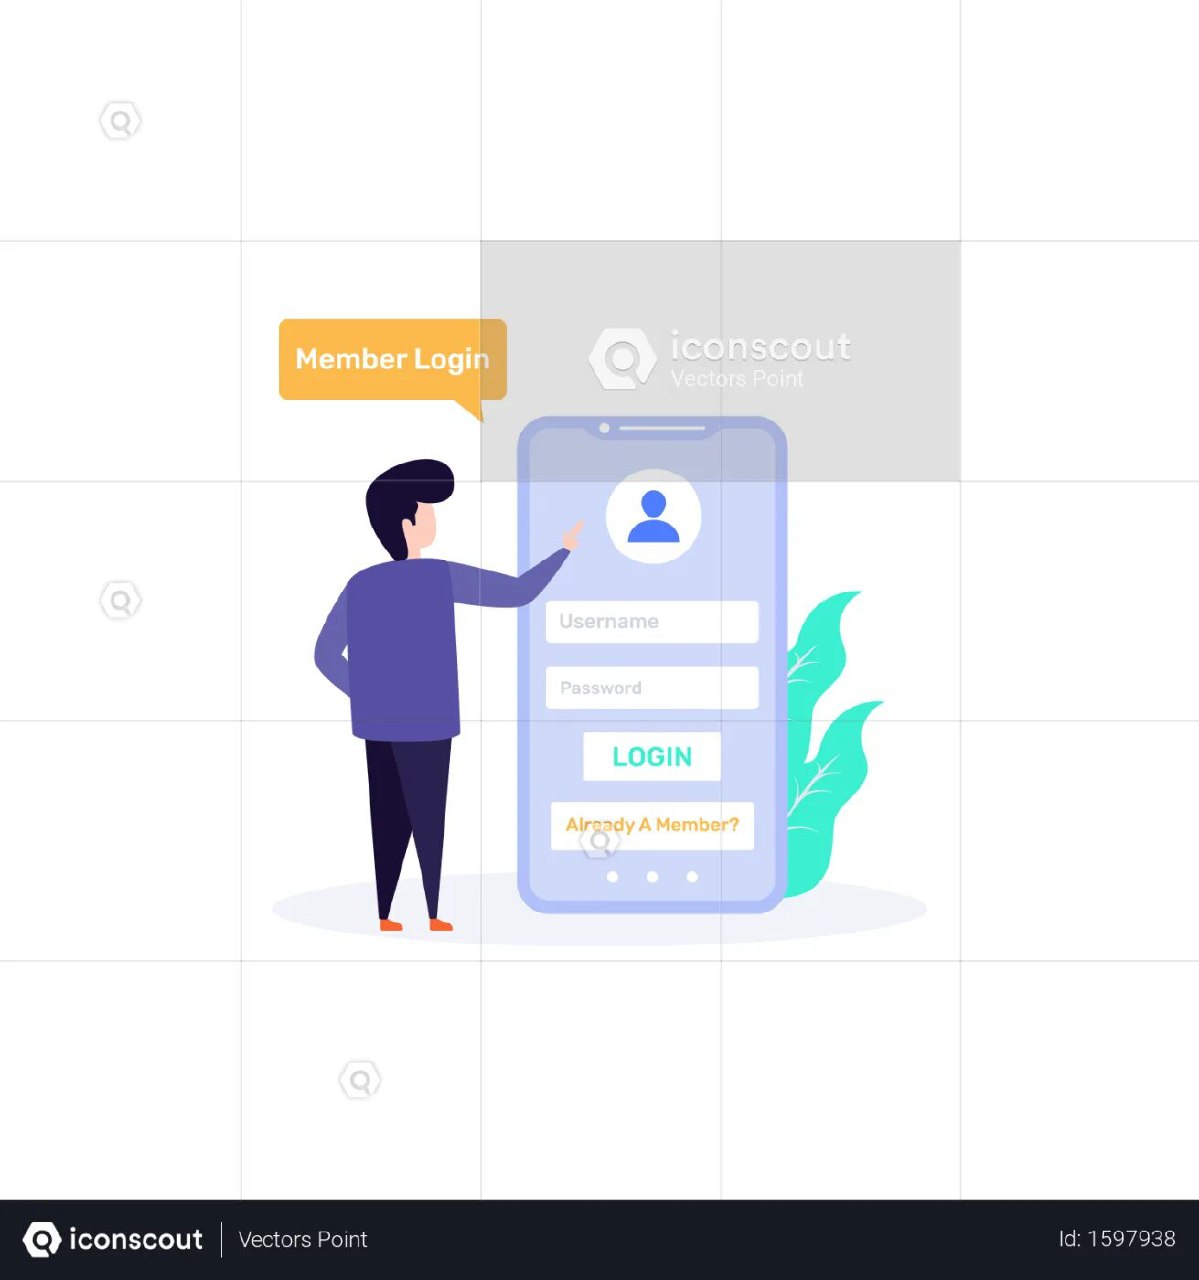 Member Login
iconscout
Vectors Point
Username
Password
LOGIN
Already A Member?
iconscout Vectors Point Id: 1597938